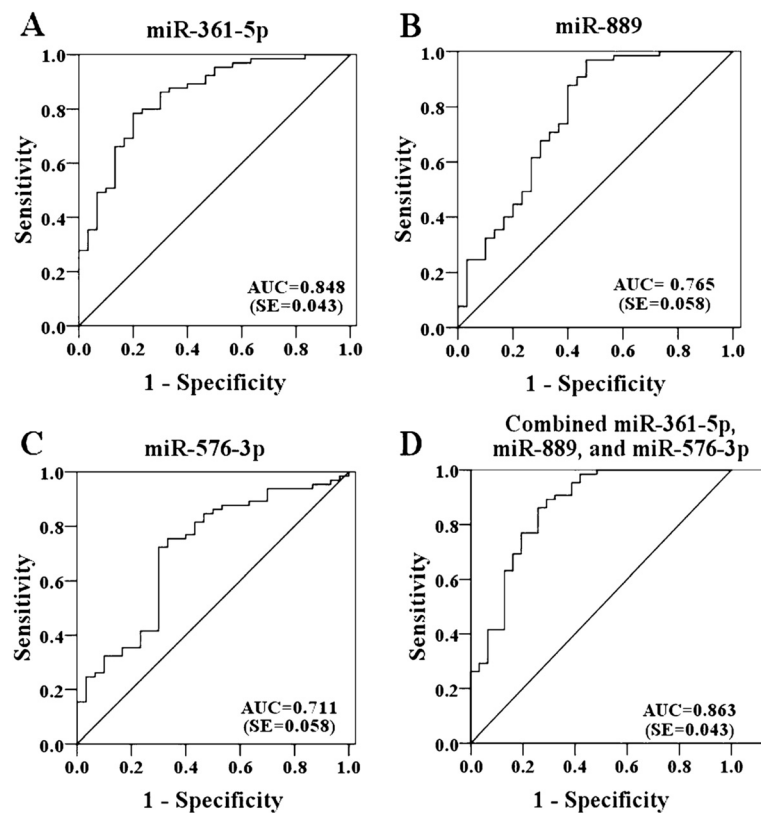 A
miR-361-5p
1.0
0.8
0.6
0.4
0.2
0.0
Sensitivity
AUC=0.848
(SE=0.043)
0.0 0.2 0.4 0.6 0.8 1.0
1 - Specificity
B
miR-889
1.0
0.8
0.6
0.4
0.2
0.0
Sensitivity
AUC= 0.765
(SE=0.058)
0.0 0.2 0.4 0.6 0.8 1.0
1 - Specificity
C
miR-576-3p
1.0
0.8
0.6
0.4
0.2
0.0
Sensitivity
AUC=0.711
(SE=0.058)
0.0 0.2 0.4 0.6 0.8 1.0
1 - Specificity
D
Combined miR-361-5p,
miR-889, and miR-576-3p
1.0
0.8
0.6
0.4
0.2
0.0
Sensitivity
AUC=0.863
(SE=0.043)
0.0 0.2 0.4 0.6 0.8 1.0
1 - Specificity